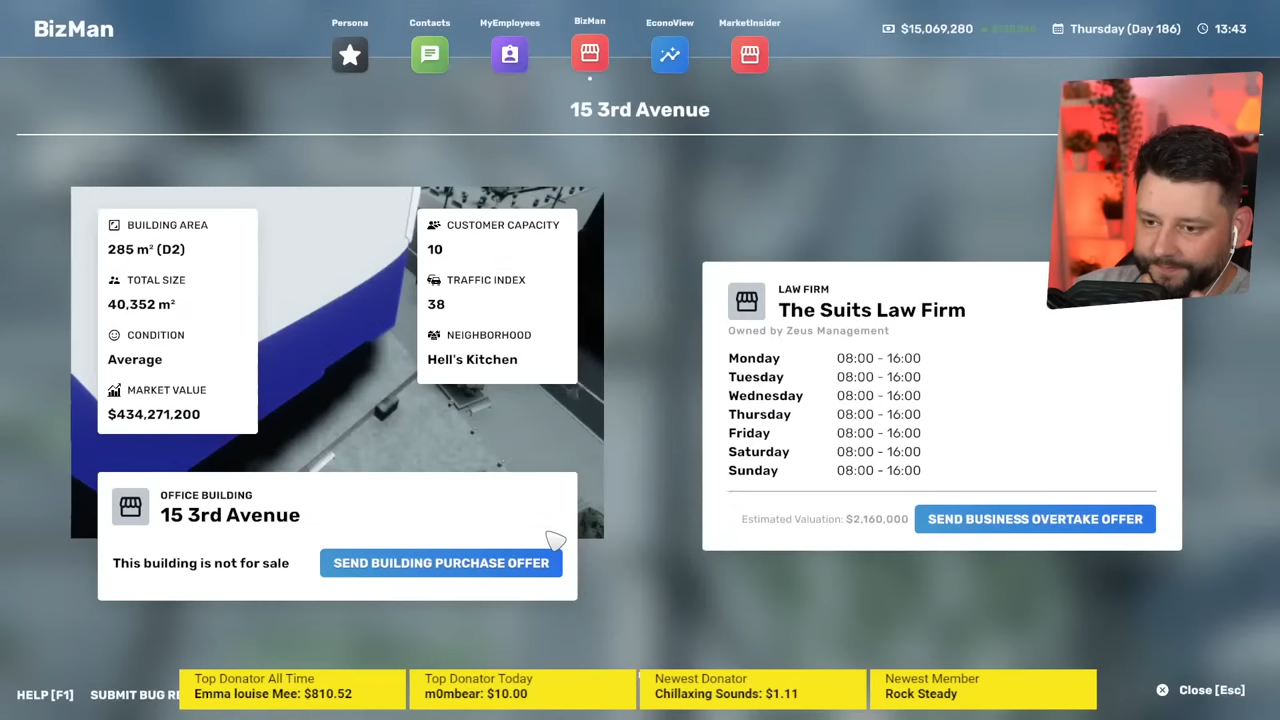 BizMan
Persona
Contacts
MyEmployees
BizMan
EconoView
MarketInsider
$15,069,280
Thursday (Day 186)
13:43
15 3rd Avenue
BUILDING AREA
285 m² (D2)
TOTAL SIZE
40,352 m²
CONDITION
Average
MARKET VALUE
$434,271,200
CUSTOMER CAPACITY
10
TRAFFIC INDEX
38
NEIGHBORHOOD
Hell's Kitchen
OFFICE BUILDING
15 3rd Avenue
This building is not for sale
SEND BUILDING PURCHASE OFFER
LAW FIRM
The Suits Law Firm
Owned by Zeus Management
Monday 08:00 - 16:00
Tuesday 08:00 - 16:00
Wednesday 08:00 - 16:00
Thursday 08:00 - 16:00
Friday 08:00 - 16:00
Saturday 08:00 - 16:00
Sunday 08:00 - 16:00
Estimated Valuation: $2,160,000
SEND BUSINESS OVERTAKE OFFER
HELP [F1]
SUBMIT BUG RE
Top Donator All Time
Emma louise Mee: $810.52
Top Donator Today
m0mbear: $10.00
Newest Donator
Chillaxing Sounds: $1.11
Newest Member
Rock Steady
Close [Esc]